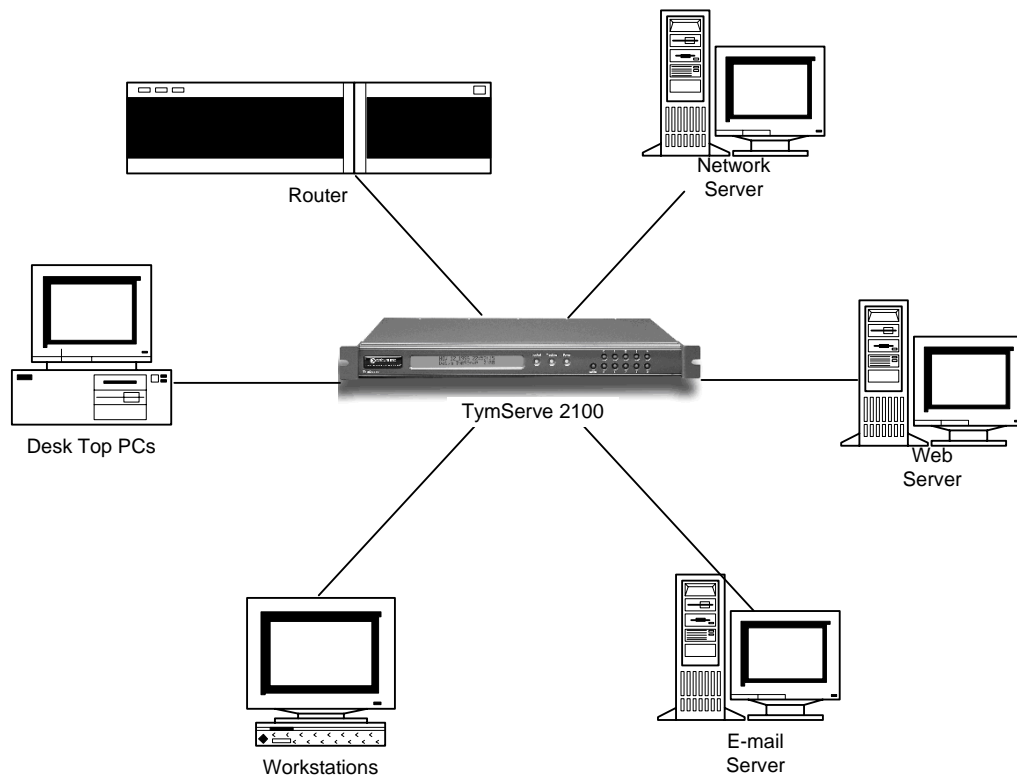 Network
Server
Router
TymServe 2100
Desk Top PCs
Web
Server
E-mail
Server
Workstations